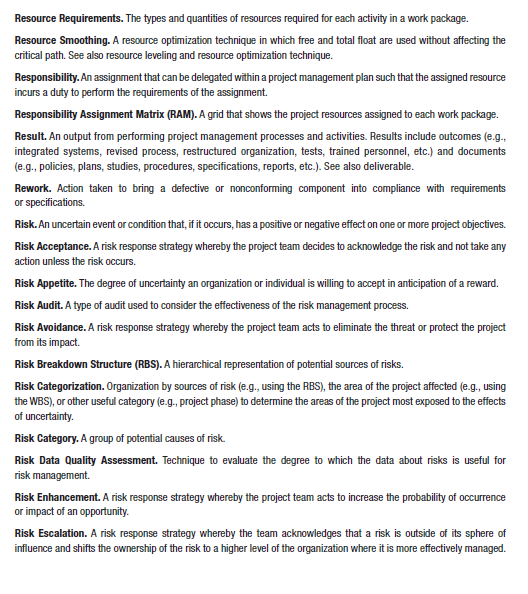 Resource Requirements. The types and quantities of resources required for each activity in a work package.
Resource Smoothing. A resource optimization technique in which free and total float are used without affecting the
critical path. See also resource leveling and resource optimization technique.
Responsibility. An assignment that can be delegated within a project management plan such that the assigned resource
incurs a duty to perform the requirements of the assignment.
Responsibility Assignment Matrix (RAM). A grid that shows the project resources assigned to each work package.
Result. An output from performing project management processes and activities. Results include outcomes (e.g.,
integrated systems, revised process, restructured organization, tests, trained personnel, etc.) and documents
(e.g., policies, plans, studies, procedures, specifications, reports, etc.). See also deliverable.
Rework. Action taken to bring a defective or nonconforming component into compliance with requirements
or specifications.
Risk. An uncertain event or condition that, if it occurs, has a positive or negative effect on one or more project objectives.
Risk Acceptance. A risk response strategy whereby the project team decides to acknowledge the risk and not take any
action unless the risk occurs.
Risk Appetite. The degree of uncertainty an organization or individual is willing to accept in anticipation of a reward.
Risk Audit. A type of audit used to consider the effectiveness of the risk management process.
Risk Avoidance. A risk response strategy whereby the project team acts to eliminate the threat or protect the project
from its impact.
Risk Breakdown Structure (RBS). A hierarchical representation of potential sources of risks.
Risk Categorization. Organization by sources of risk (e.g., using the RBS), the area of the project affected (e.g., using
the WBS), or other useful category (e.g., project phase) to determine the areas of the project most exposed to the effects
of uncertainty.
Risk Category. A group of potential causes of risk.
Risk Data Quality Assessment. Technique to evaluate the degree to which the data about risks is useful for
risk management.
Risk Enhancement. A risk response strategy whereby the project team acts to increase the probability of occurrence
or impact of an opportunity.
Risk Escalation. A risk response strategy whereby the team acknowledges that a risk is outside of its sphere of
influence and shifts the ownership of the risk to a higher level of the organization where it is more effectively managed.